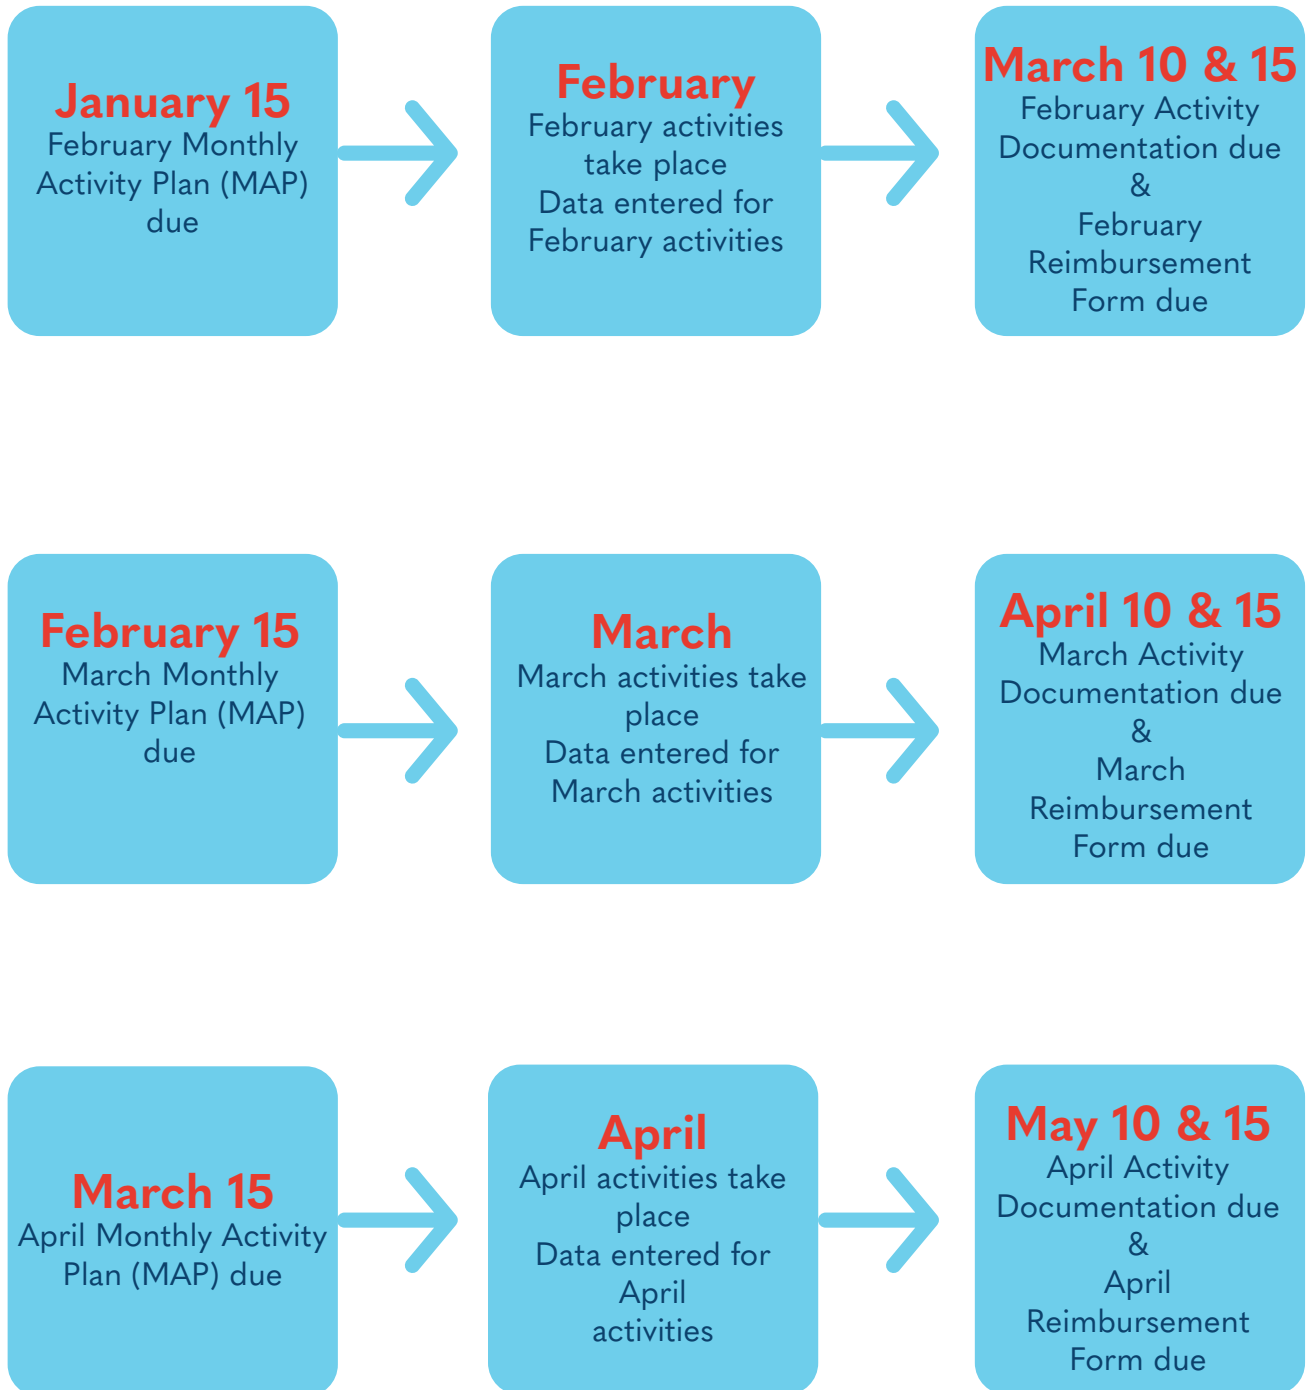 January 15
February Monthly
Activity Plan (MAP)
due
February
February activities
take place
Data entered for
February activities
March 10 & 15
February Activity
Documentation due
&
February
Reimbursement
Form due
February 15
March Monthly
Activity Plan (MAP)
due
March
March activities take
place
Data entered for
March activities
April 10 & 15
March Activity
Documentation due
&
March
Reimbursement
Form due
March 15
April Monthly Activity
Plan (MAP) due
April
April activities take
place
Data entered for
April
activities
May 10 & 15
April Activity
Documentation due
&
April
Reimbursement
Form due